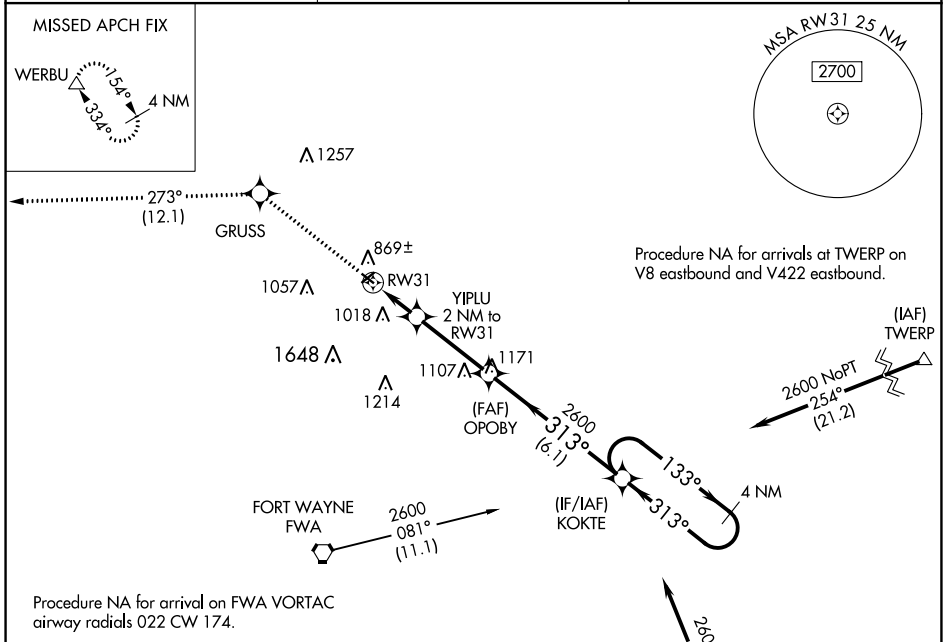 MISSED APCH FIX
WERBU
154°
4 NM
334°
MSA RW31 25 NM
2700
1257
273°
(12.1)
GRUSS
869±
RW31
1057
1018
YIPLU
2 NM to
RW31
1648
1107
1171
1214
(FAF)
OPOBY
Procedure NA for arrivals at TWERP on
V8 eastbound and V422 eastbound.
(IAF)
TWERP
2600 NoPT
254°
(21.2)
2600
313°
(6.1)
133°
4 NM
313°
(IF/IAF)
KOKTE
FORT WAYNE
FWA
2600
081°
(11.1)
Procedure NA for arrival on FWA VORTAC
airway radials 022 CW 174.